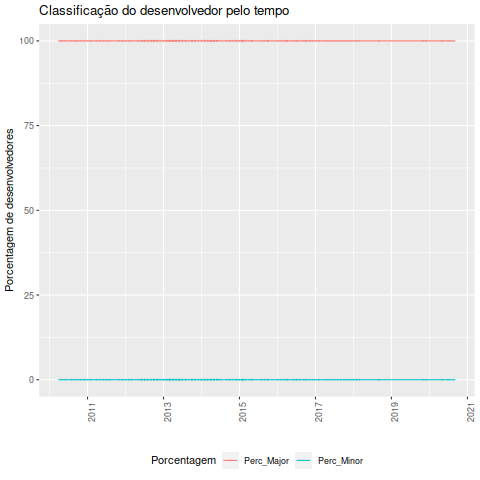 Classificação do desenvolvedor pelo tempo
Porcentagem de desenvolvedores
100
75
50
25
0
2011
2013
2015
2017
2019
2021
Porcentagem
Perc_Major
Perc_Minor